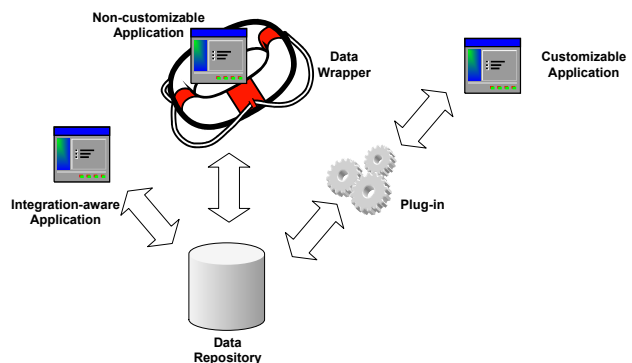 Non-customizable
Application
Data
Wrapper
Customizable
Application
Integration-aware
Application
Plug-in
Data
Repository